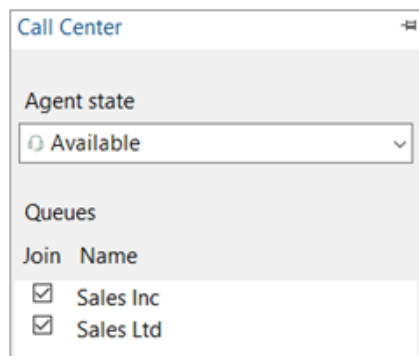 Call Center
Agent state
Available
Queues
Join Name
Sales Inc
Sales Ltd